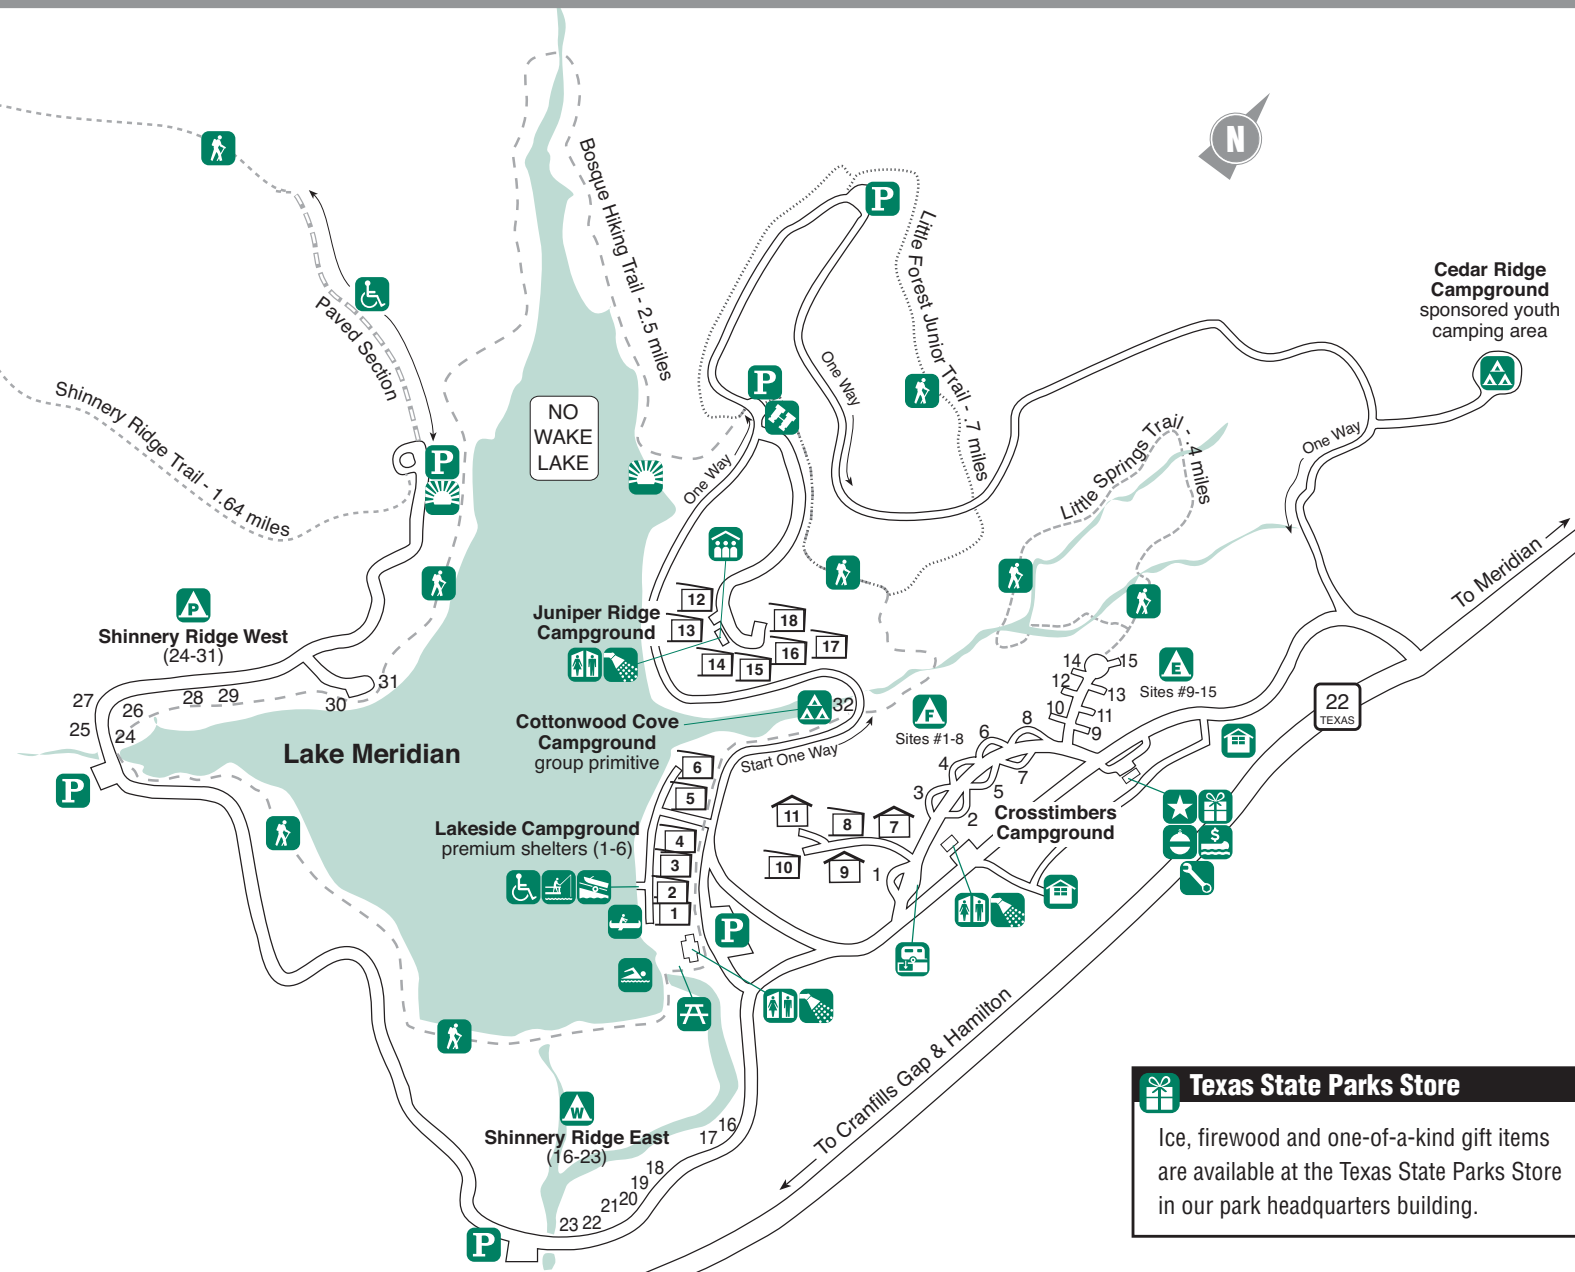 N
Bosque Hiking Trail - 2.5 miles
P
Little Forest Junior Trail - .7 miles
Cedar Ridge
Campground
sponsored youth
camping area
Paved Section
One Way
P
Shinnery Ridge Trail - 1.64 miles
NO
WAKE
LAKE
P
One Way
Little Springs Trail - .4 miles
One Way
To Meridian
P
Shinnery Ridge West
(24-31)
Juniper Ridge
Campground
12
13
14
15
16
17
18
27
25
26
24
28
29
30
31
Lake Meridian
Cottonwood Cove
Campground
group primitive
32
Start One Way
F
Sites #1-8
E
Sites #9-15
14
15
12
13
10
11
9
8
6
7
4
5
3
2
1
22
TEXAS
P
Lakeside Campground
premium shelters (1-6)
6
5
4
3
2
1
11
8
7
10
9
Crosstimbers
Campground
$
P
W
Shinnery Ridge East
(16-23)
16
17
18
19
20
21
22
23
P
To Cranfills Gap & Hamilton
Texas State Parks Store
Ice, firewood and one-of-a-kind gift items
are available at the Texas State Parks Store
in our park headquarters building.